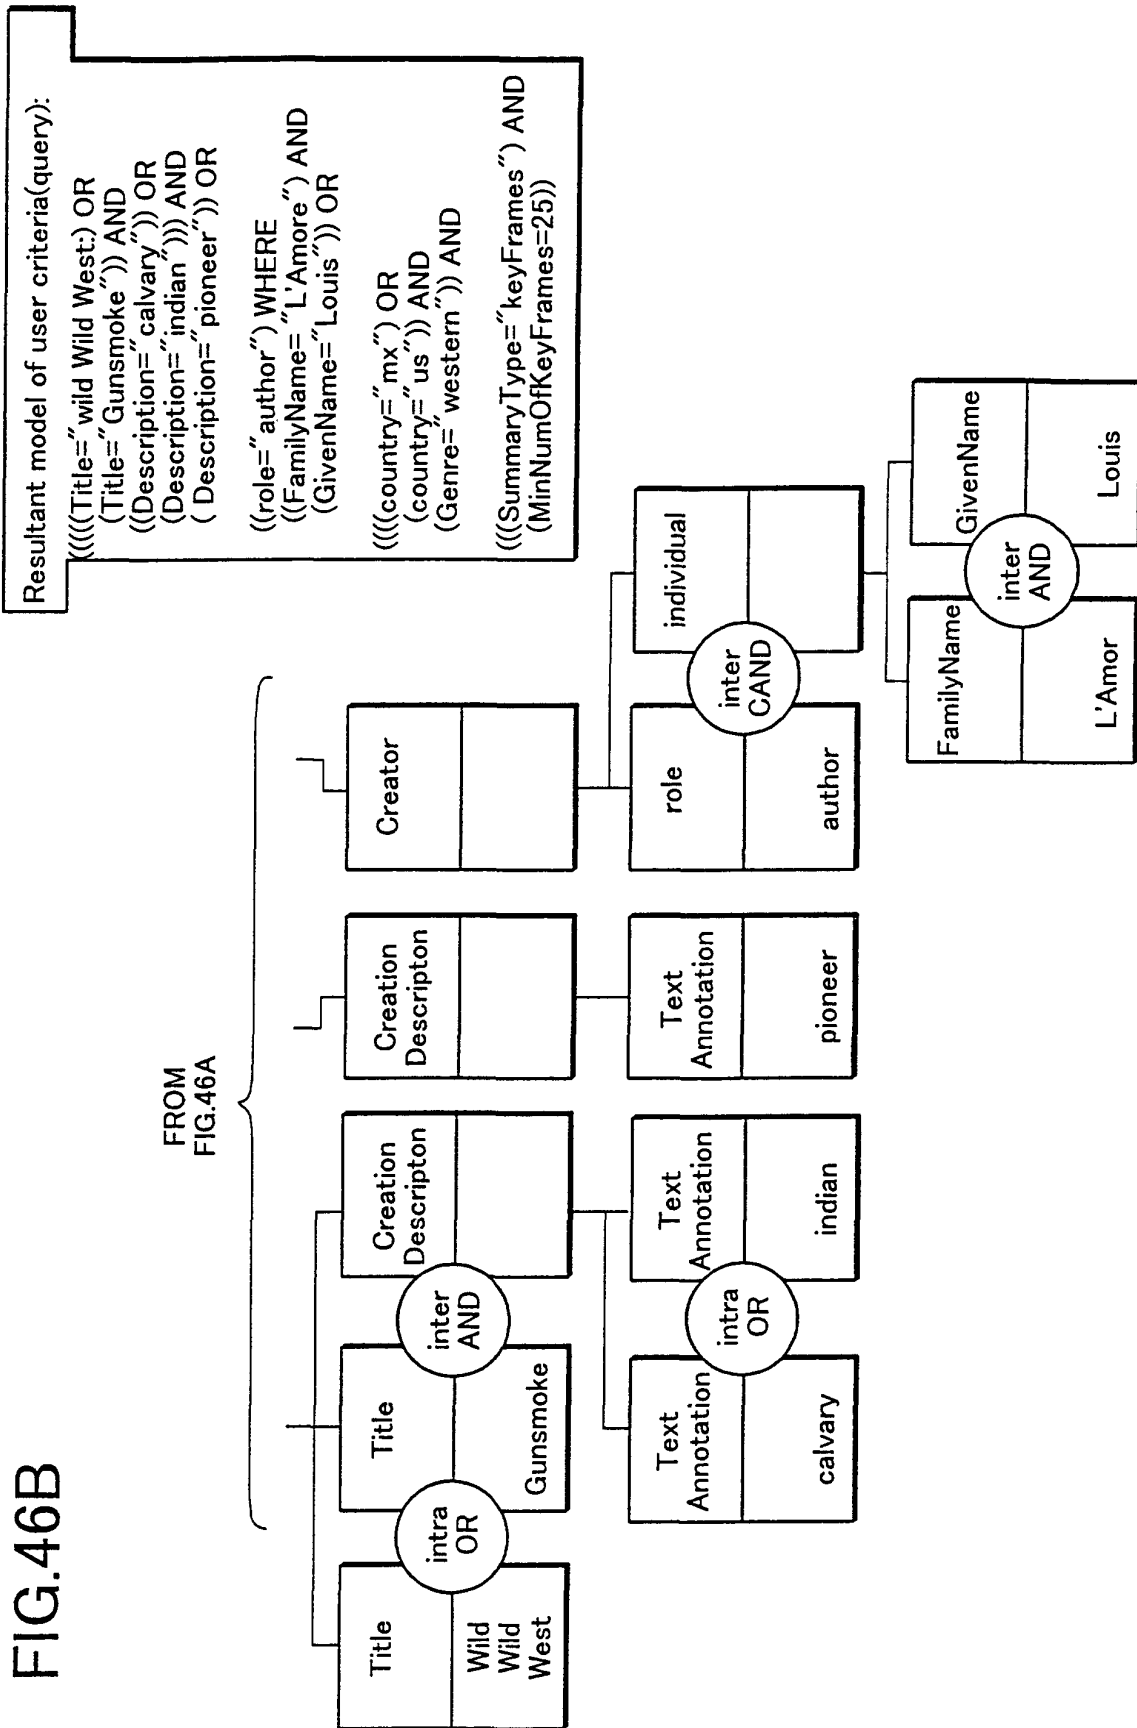 FIG.46B
FROM
FIG.46A
Resultant model of user criteria(query):
(((((Title="wild Wild West:) OR
(Title="Gunsmoke")) AND
((Description="calvary")) OR
(Description="indian"))) AND
( Description="pioneer")) OR
((role="author") WHERE
((FamilyName="L'Amore") AND
(GivenName="Louis")) OR
((((country="mx") OR
(country="us")) AND
(Genre="western")) AND
(((SummaryType="keyFrames") AND
(MinNumOfKeyFrames=25))
Title
Wild
Wild
West
intra
OR
Title
Gunsmoke
inter
AND
Creation
Descripton
Creation
Descripton
Creator
Text
Annotation
calvary
intra
OR
Text
Annotation
indian
Text
Annotation
pioneer
role
author
inter
CAND
individual
FamilyName
L'Amor
inter
AND
GivenName
Louis